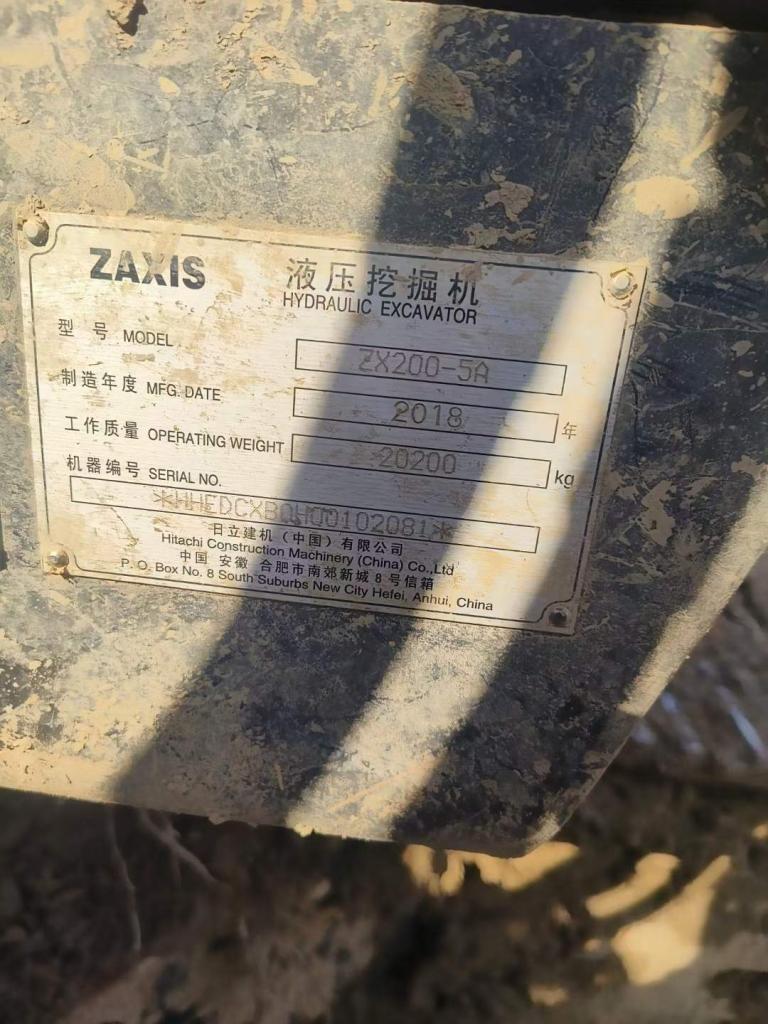 ZAXIS 液压挖掘机
HYDRAULIC EXCAVATOR
型号 MODEL ZX200-5A
制造年度 MFG. DATE 2018 年
工作质量 OPERATING WEIGHT 20200 kg
机器编号 SERIAL NO.
*HHEDCXB0H00102081*
日立建机（中国）有限公司
Hitachi Construction Machinery (China) Co.,Ltd
中国 安徽 合肥市南郊新城8号信箱
P. O. Box No. 8 South Suburbs New City Hefei, Anhui, China